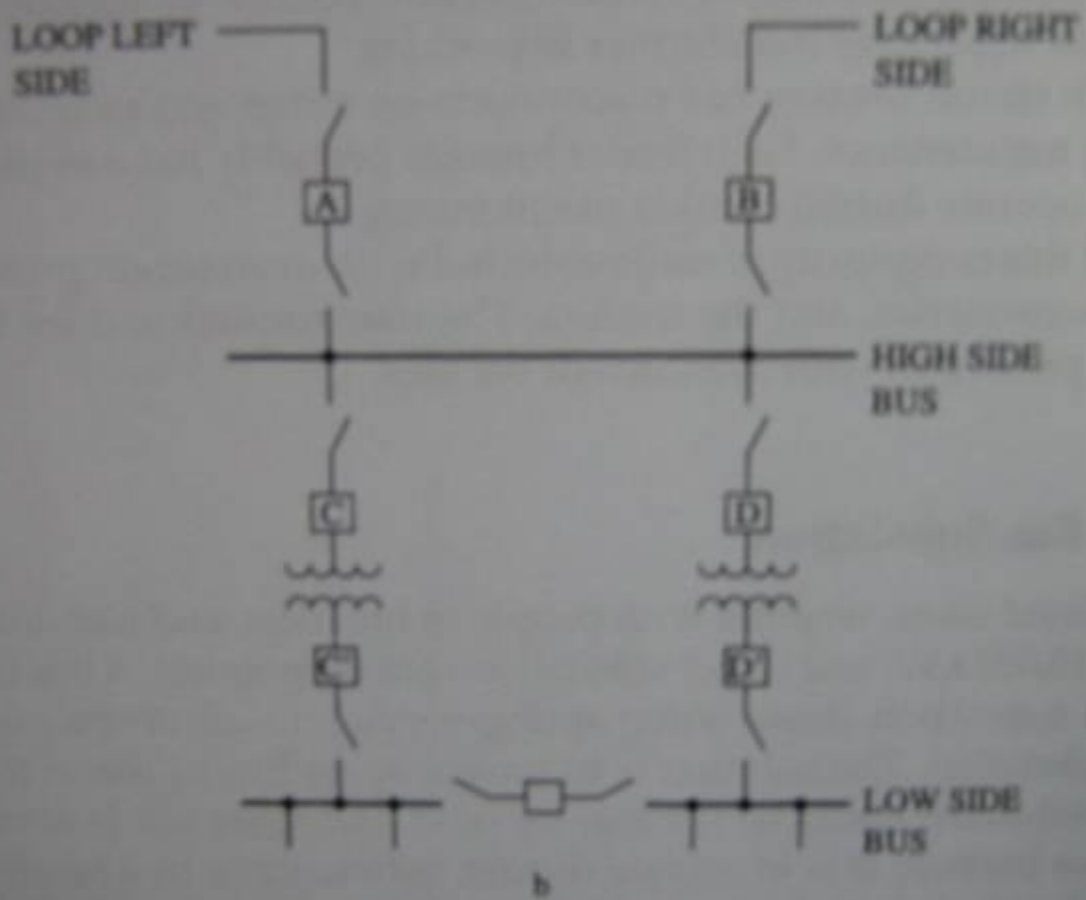 LOOP LEFT
SIDE
LOOP RIGHT
SIDE
A
B
HIGH SIDE
BUS
C
D
C'
D'
LOW SIDE
BUS
b